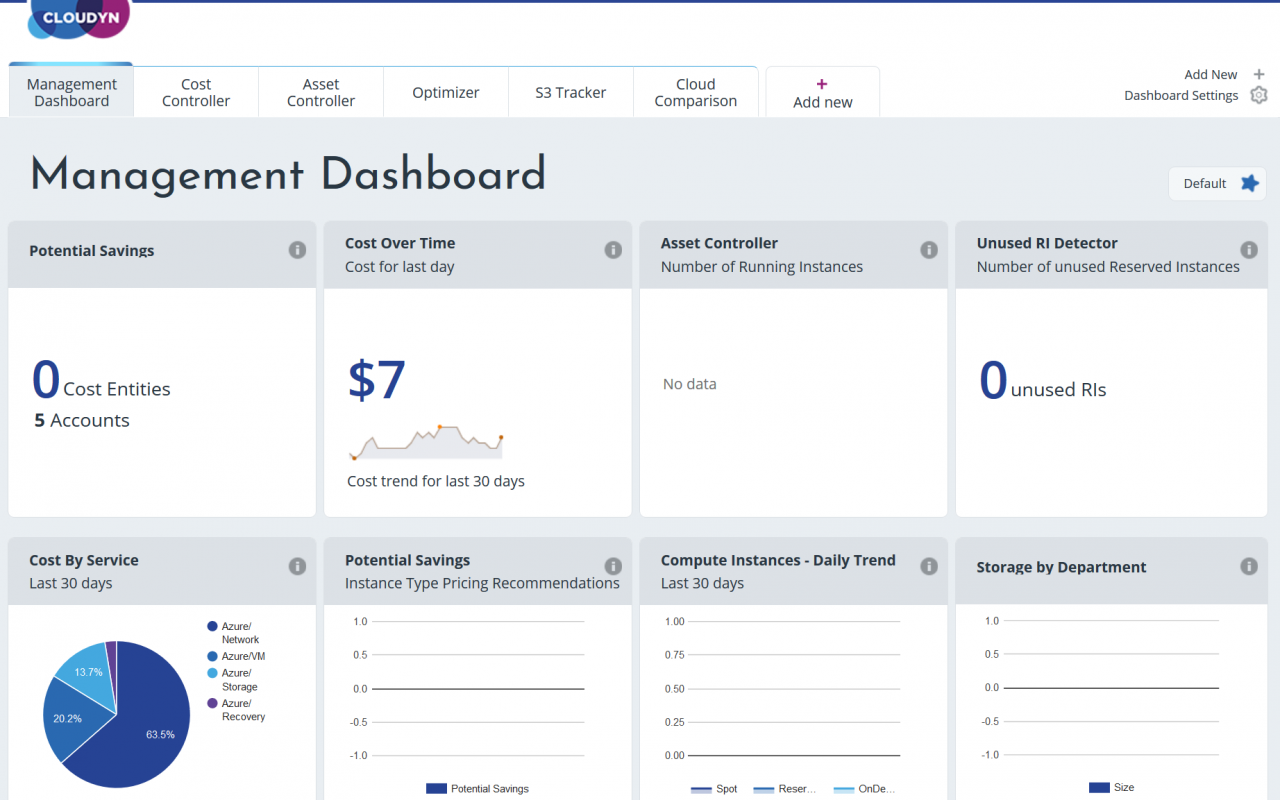 CLOUDYN
Management
Dashboard
Cost
Controller
Asset
Controller
Optimizer
S3 Tracker
Cloud
Comparison
+
Add new
Add New +
Dashboard Settings
Management Dashboard
Default
Potential Savings
Cost Over Time
Cost for last day
Asset Controller
Number of Running Instances
Unused RI Detector
Number of unused Reserved Instances
0 Cost Entities
5 Accounts
$7
Cost trend for last 30 days
No data
0 unused RIs
Cost By Service
Last 30 days
Potential Savings
Instance Type Pricing Recommendations
Compute Instances - Daily Trend
Last 30 days
Storage by Department
Azure/
Network
Azure/VM
Azure/
Storage
Azure/
Recovery
13.7%
20.2%
63.5%
1.0
0.5
0.0
-0.5
-1.0
Potential Savings
1.00
0.75
0.50
0.25
0.00
Spot
Reser...
OnDe...
1.0
0.5
0.0
-0.5
-1.0
Size